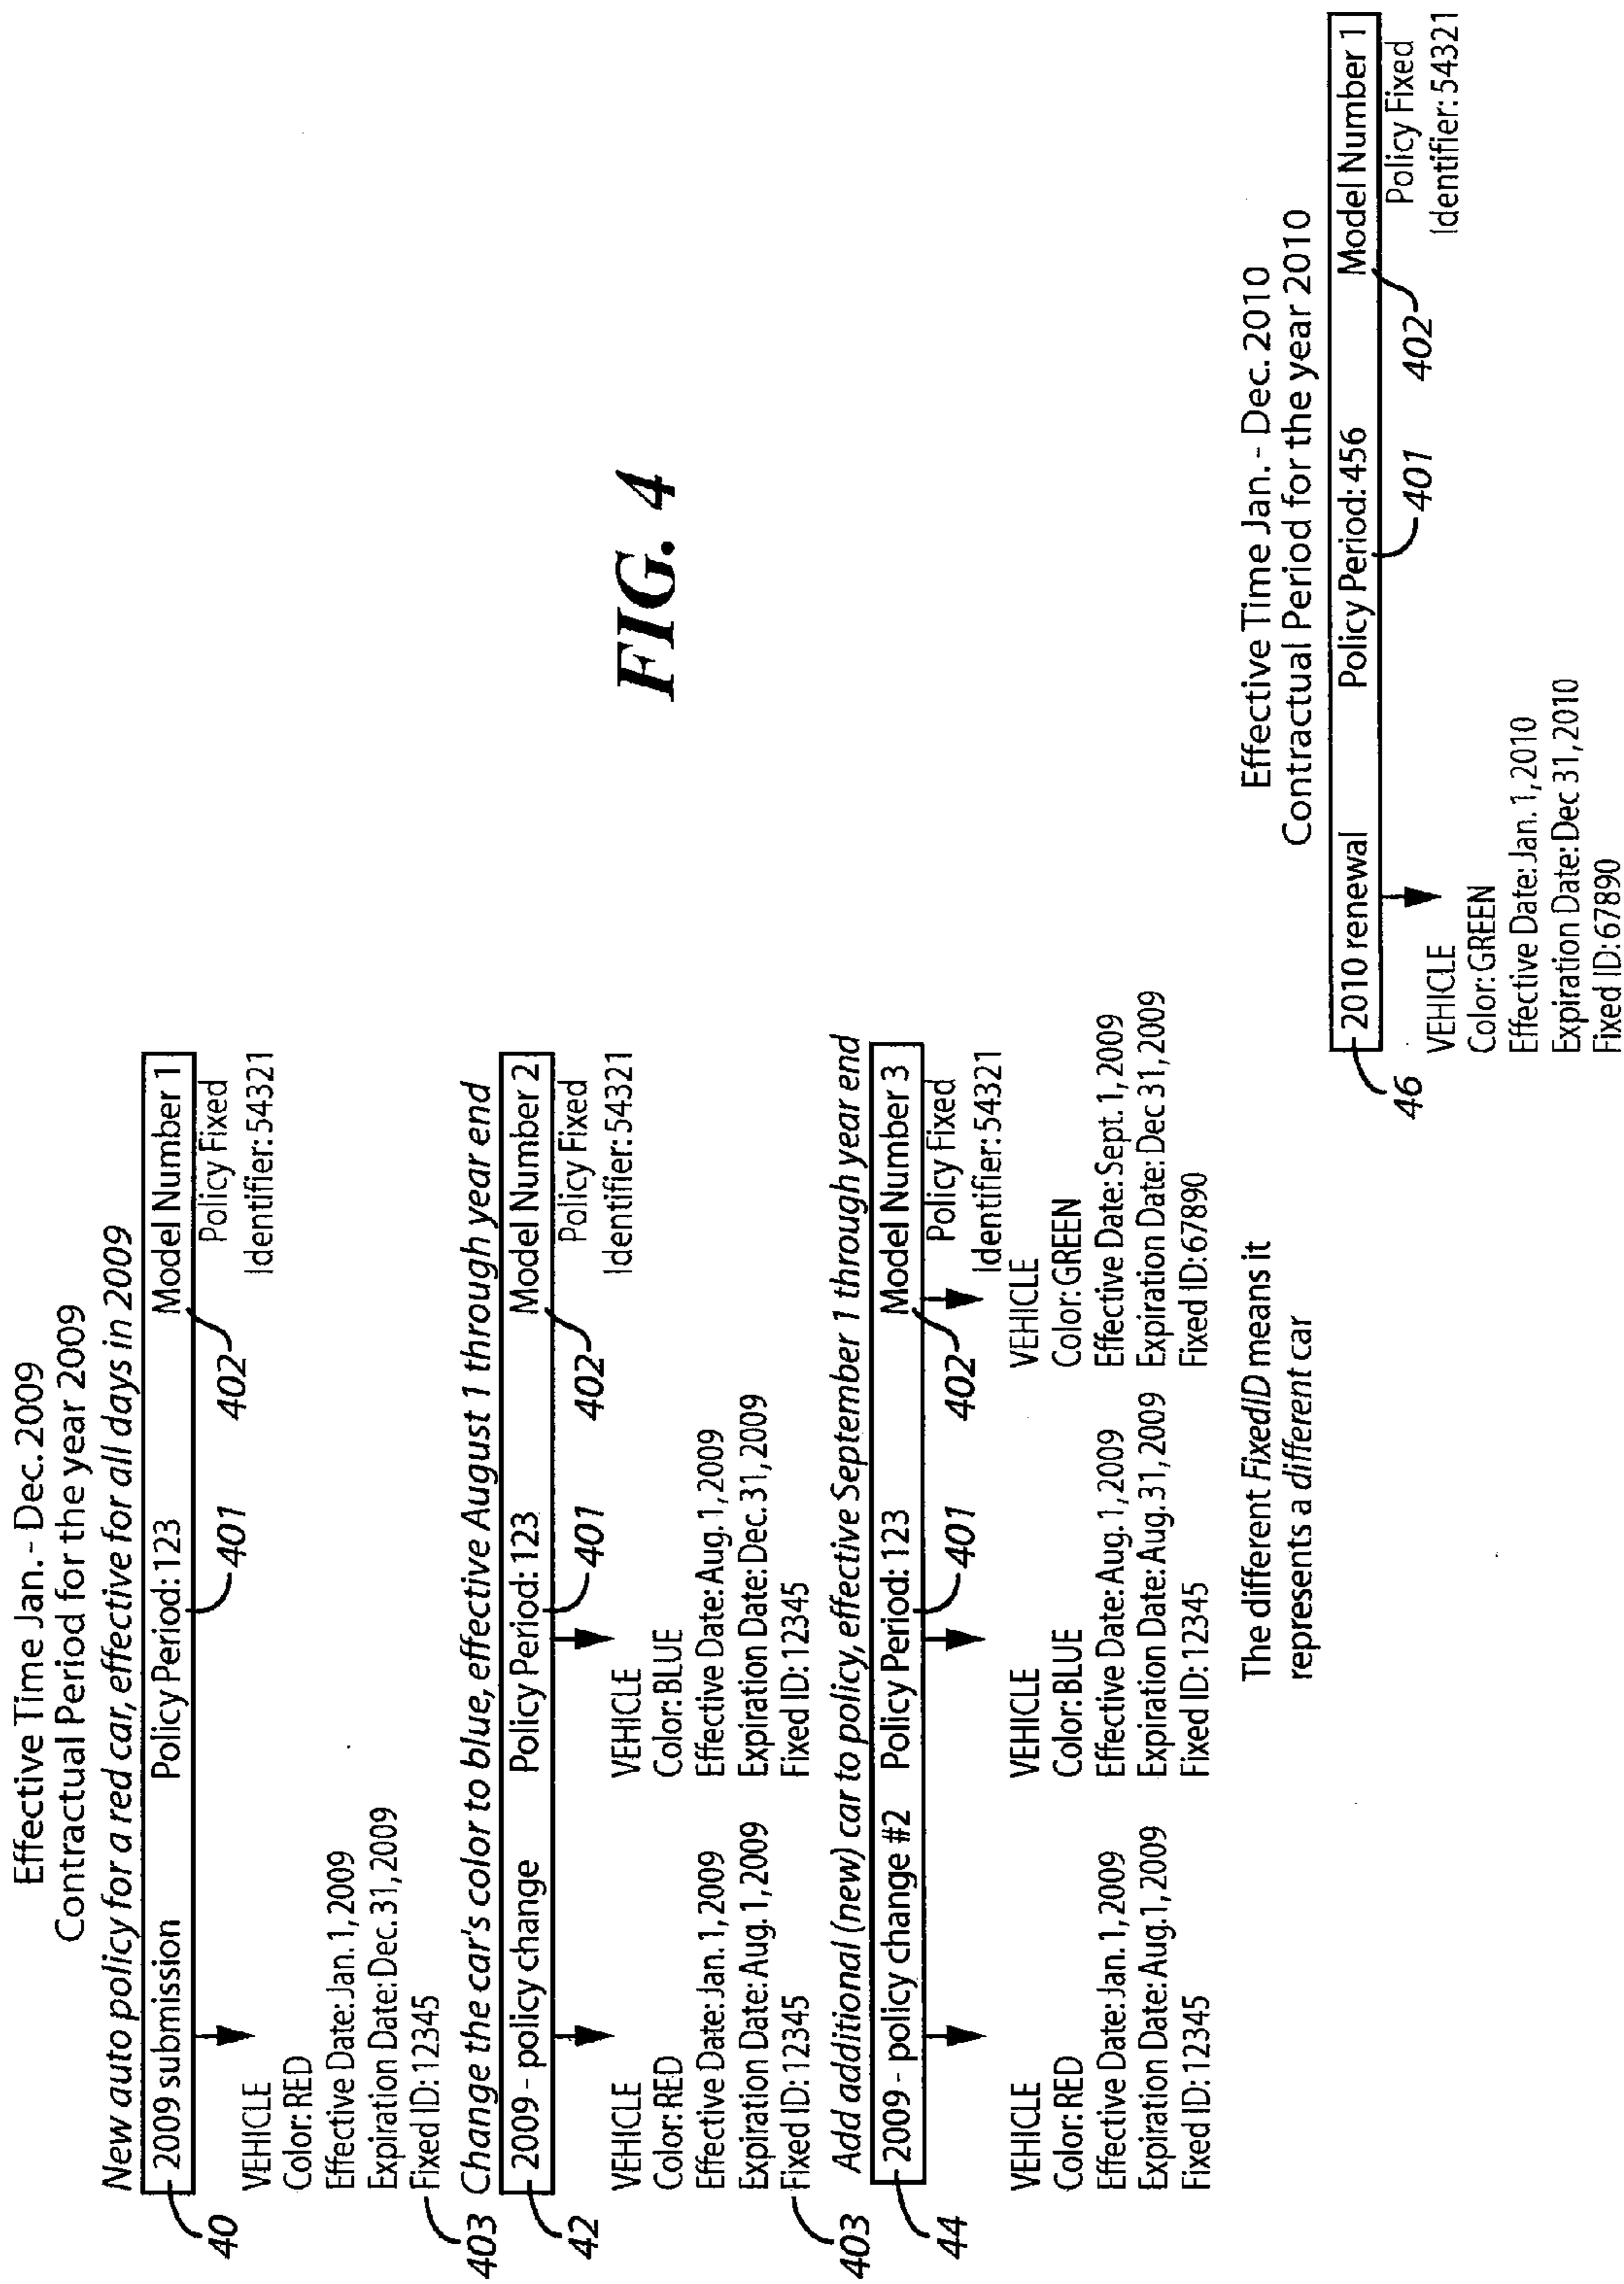 Effective Time Jan. - Dec. 2009
Contractual Period for the year 2009
New auto policy for a red car, effective for all days in 2009
2009 submission Policy Period: 123 Model Number 1
40
401
402
Policy Fixed
Identifier: 54321
VEHICLE
Color: RED
Effective Date: Jan. 1, 2009
Expiration Date: Dec. 31, 2009
Fixed ID: 12345
403
Change the car's color to blue, effective August 1 through year end
2009 - policy change Policy Period: 123 Model Number 2
42
401
402
Policy Fixed
Identifier: 54321
VEHICLE
Color: RED
Effective Date: Jan. 1, 2009
Expiration Date: Aug. 1, 2009
Fixed ID: 12345
403
VEHICLE
Color: BLUE
Effective Date: Aug. 1, 2009
Expiration Date: Dec. 31, 2009
Fixed ID: 12345
Add additional (new) car to policy, effective September 1 through year end
2009 - policy change #2 Policy Period: 123 Model Number 3
44
401
402
Policy Fixed
Identifier: 54321
VEHICLE
Color: RED
Effective Date: Jan. 1, 2009
Expiration Date: Aug. 1, 2009
Fixed ID: 12345
VEHICLE
Color: BLUE
Effective Date: Aug. 1, 2009
Expiration Date: Aug. 31, 2009
Fixed ID: 12345
VEHICLE
Color: GREEN
Effective Date: Sept. 1, 2009
Expiration Date: Dec 31, 2009
Fixed ID: 67890
The different FixedID means it
represents a different car
FIG. 4
Effective Time Jan. - Dec. 2010
Contractual Period for the year 2010
2010 renewal Policy Period: 456 Model Number 1
46
401
402
Policy Fixed
Identifier: 54321
VEHICLE
Color: GREEN
Effective Date: Jan. 1, 2010
Expiration Date: Dec 31, 2010
Fixed ID: 67890